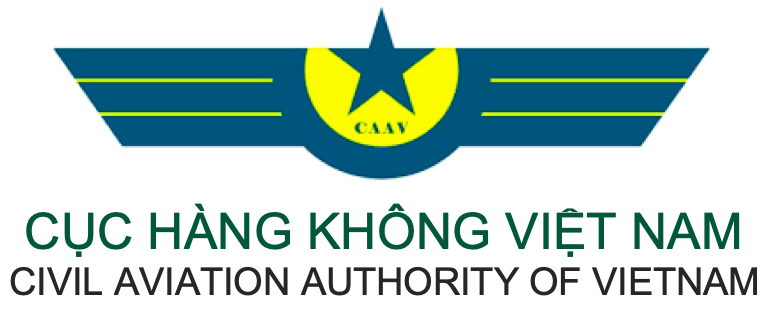 CAAV
CỤC HÀNG KHÔNG VIỆT NAM
CIVIL AVIATION AUTHORITY OF VIETNAM